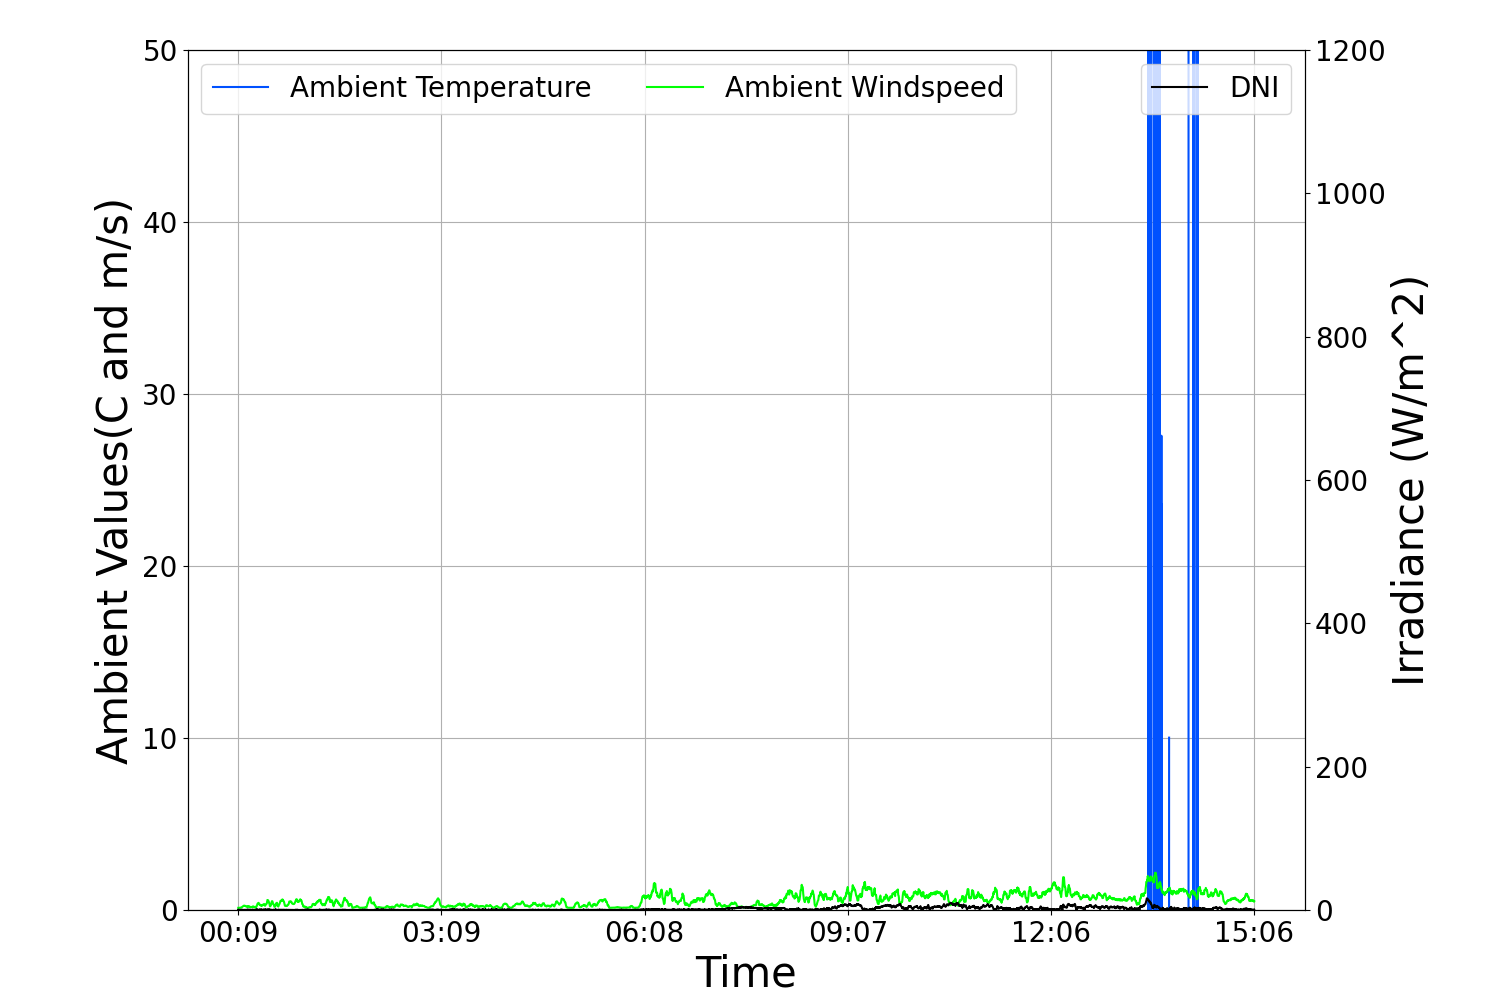 Ambient Temperature Ambient Windspeed DNI
50
40
30
20
10
0
Ambient Values(C and m/s)
1200
1000
800
600
400
200
0
Irradiance (W/m^2)
00:09 03:09 06:08 09:07 12:06 15:06
Time